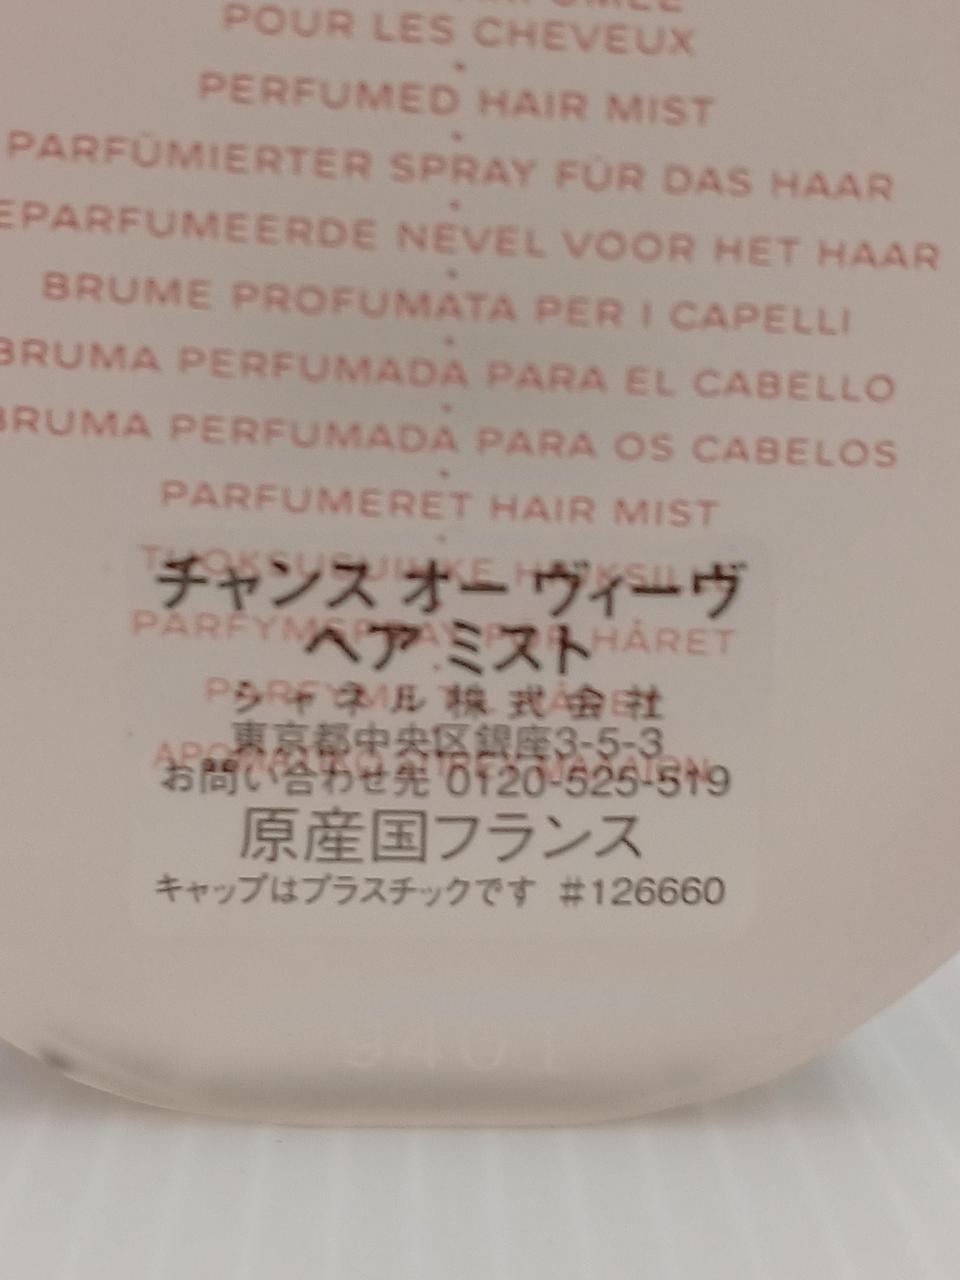 POUR LES CHEVEUX
PERFUMED HAIR MIST
PARFÜMIERTER SPRAY FÜR DAS HAAR
EPARFUMEERDE NEVEL VOOR HET HAAR
BRUME PROFUMATA PER I CAPELLI
BRUMA PERFUMADA PARA EL CABELLO
BRUMA PERFUMADA PARA OS CABELOS
PARFUMERET HAIR MIST
チャンス オー ヴィーヴ
ヘア ミスト
HÅRET
シャネル株式会社
東京都中央区銀座3-5-3
お問い合わせ先 0120-525-519
原産国フランス
キャップはプラスチックです #126660
9401